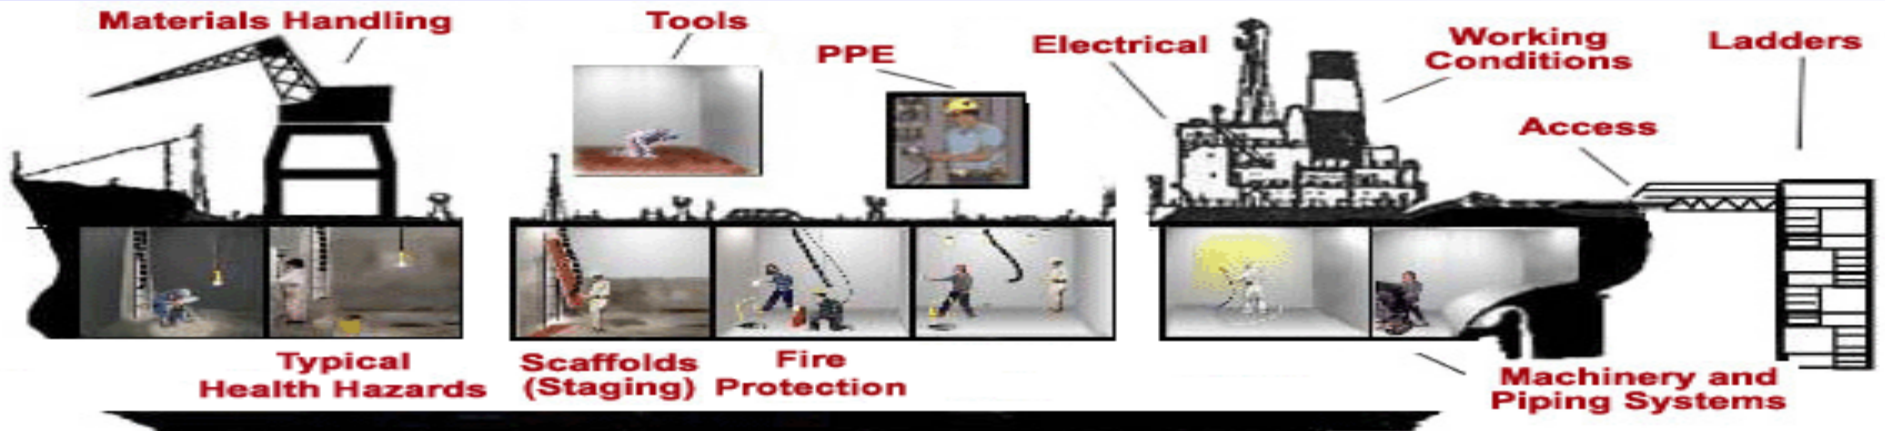 Materials Handling
Tools
PPE
Electrical
Working
Conditions
Ladders
Access
Typical
Health Hazards
Scaffolds
(Staging)
Fire
Protection
Machinery and
Piping Systems